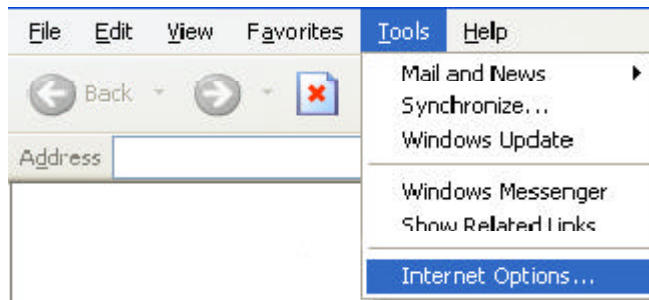 File Edit View Favorites Tools Help
Back
Address
Mail and News
Synchronize...
Windows Update
Windows Messenger
Show Related Links
Internet Options...